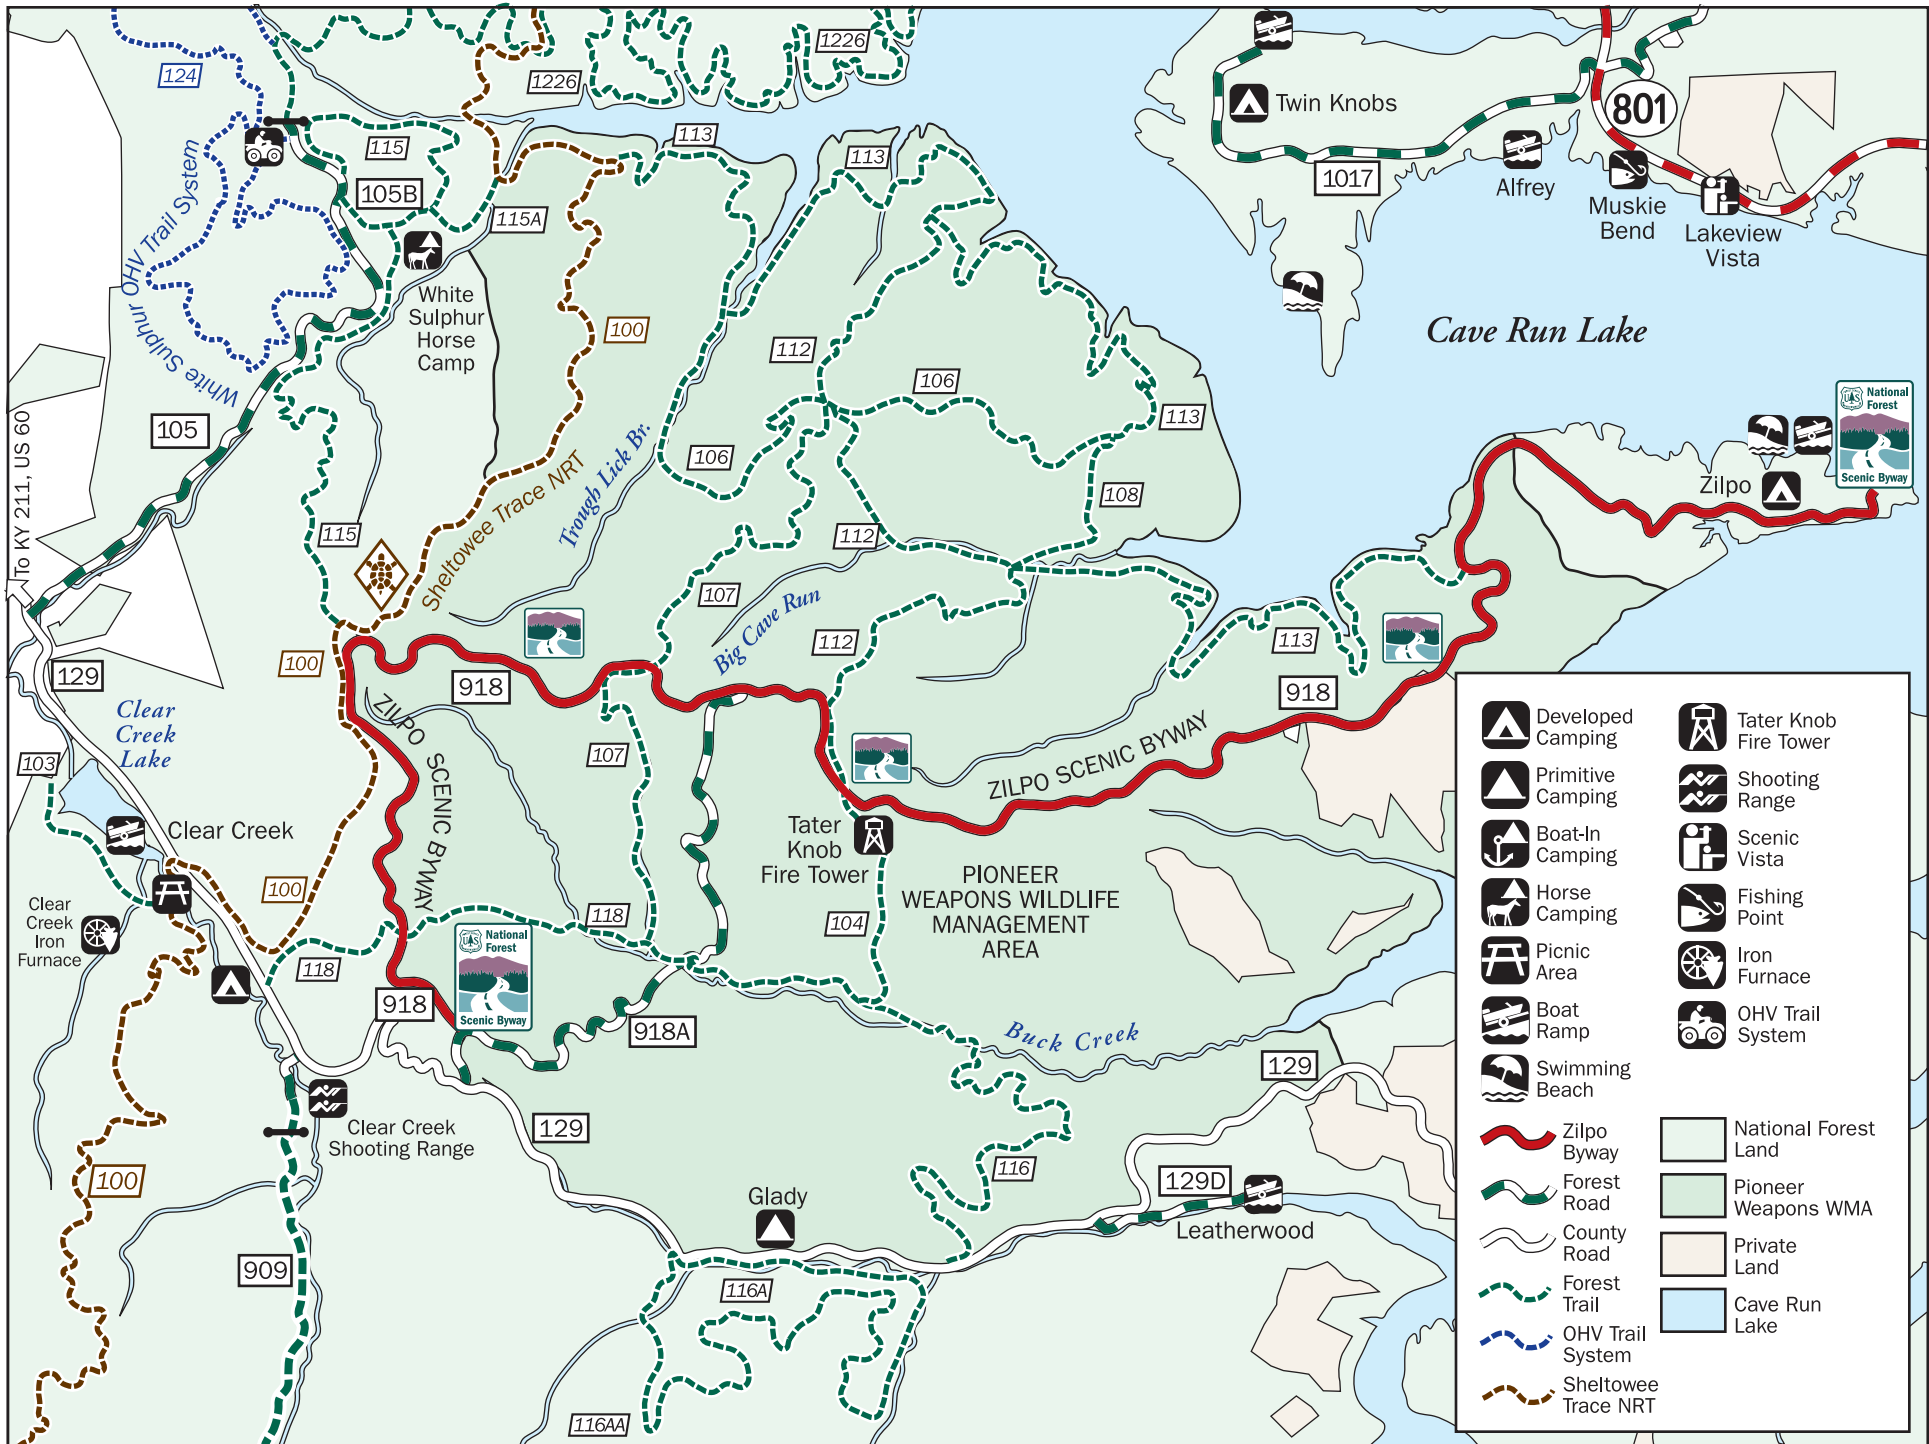 124
1226
1226
115
105B
115A
113
113
White Sulphur OHV Trail System
White
Sulphur
Horse
Camp
100
112
106
113
106
108
105
To KY 211, US 60
115
Sheltowee Trace NRT
Trough Lick Br.
112
107
Big Cave Run
112
113
Twin Knobs
1017
801
Alfrey
Muskie
Bend
Lakeview
Vista
Cave Run Lake
National
Forest
Scenic Byway
Zilpo
129
100
918
918
Clear
Creek
Lake
103
ZILPO SCENIC BYWAY
107
ZILPO SCENIC BYWAY
Clear Creek
Tater
Knob
Fire Tower
PIONEER
WEAPONS WILDLIFE
MANAGEMENT
AREA
100
Clear
Creek
Iron
Furnace
118
118
104
National
Forest
Scenic Byway
918
918A
Buck Creek
129
Clear Creek
Shooting Range
129
116
129D
Leatherwood
100
Glady
909
116A
116AA
Developed
Camping
Primitive
Camping
Boat-In
Camping
Horse
Camping
Picnic
Area
Boat
Ramp
Swimming
Beach
Tater Knob
Fire Tower
Shooting
Range
Scenic
Vista
Fishing
Point
Iron
Furnace
OHV Trail
System
Zilpo
Byway
Forest
Road
County
Road
Forest
Trail
OHV Trail
System
Sheltowee
Trace NRT
National Forest
Land
Pioneer
Weapons WMA
Private
Land
Cave Run
Lake